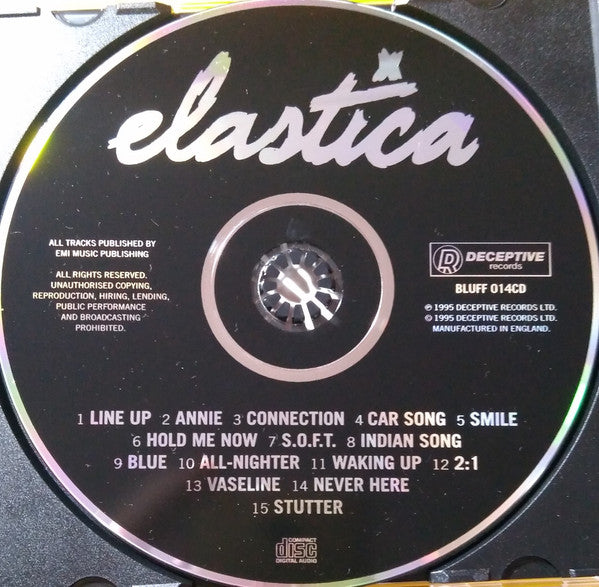 elastica
ALL TRACKS PUBLISHED BY
EMI MUSIC PUBLISHING
ALL RIGHTS RESERVED.
UNAUTHORISED COPYING,
REPRODUCTION, HIRING, LENDING,
PUBLIC PERFORMANCE
AND BROADCASTING
PROHIBITED.
DECEPTIVE
records
BLUFF 014CD
℗ 1995 DECEPTIVE RECORDS LTD.
© 1995 DECEPTIVE RECORDS LTD.
MANUFACTURED IN ENGLAND.
1 LINE UP 2 ANNIE 3 CONNECTION 4 CAR SONG 5 SMILE
6 HOLD ME NOW 7 S.O.F.T. 8 INDIAN SONG
9 BLUE 10 ALL-NIGHTER 11 WAKING UP 12 2:1
13 VASELINE 14 NEVER HERE
15 STUTTER
COMPACT
disc
DIGITAL AUDIO